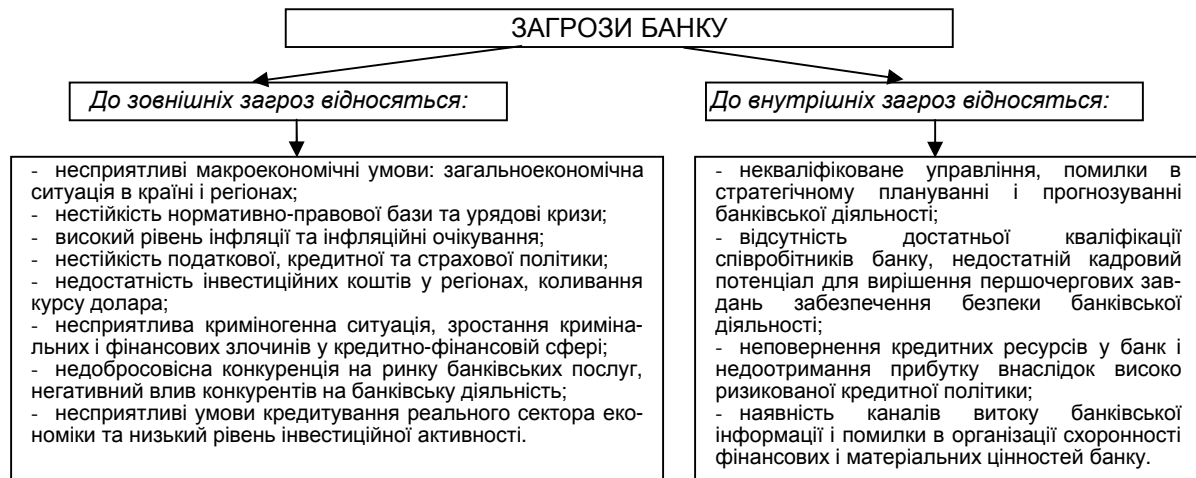 ЗАГРОЗИ БАНКУ
До зовнішніх загроз відносяться:
- несприятливі макроекономічні умови: загальноекономічна
ситуація в країні і регіонах;
- нестійкість нормативно-правової бази та урядові кризи;
- високий рівень інфляції та інфляційні очікування;
- нестійкість податкової, кредитної та страхової політики;
- недостатність інвестиційних коштів у регіонах, коливання
курсу долара;
- несприятлива криміногенна ситуація, зростання криміна-
льних і фінансових злочинів у кредитно-фінансовій сфері;
- недобросовісна конкуренція на ринку банківських послуг,
негативний влив конкурентів на банківську діяльність;
- несприятливі умови кредитування реального сектора еко-
номіки та низький рівень інвестиційної активності.
До внутрішніх загроз відносяться:
- некваліфіковане управління, помилки в
стратегічному плануванні і прогнозуванні
банківської діяльності;
- відсутність достатньої кваліфікації
співробітників банку, недостатній кадровий
потенціал для вирішення першочергових зав-
дань забезпечення безпеки банківської
діяльності;
- неповернення кредитних ресурсів у банк і
недоотримання прибутку внаслідок високо
ризикованої кредитної політики;
- наявність каналів витоку банківської
інформації і помилки в організації схоронності
фінансових і матеріальних цінностей банку.